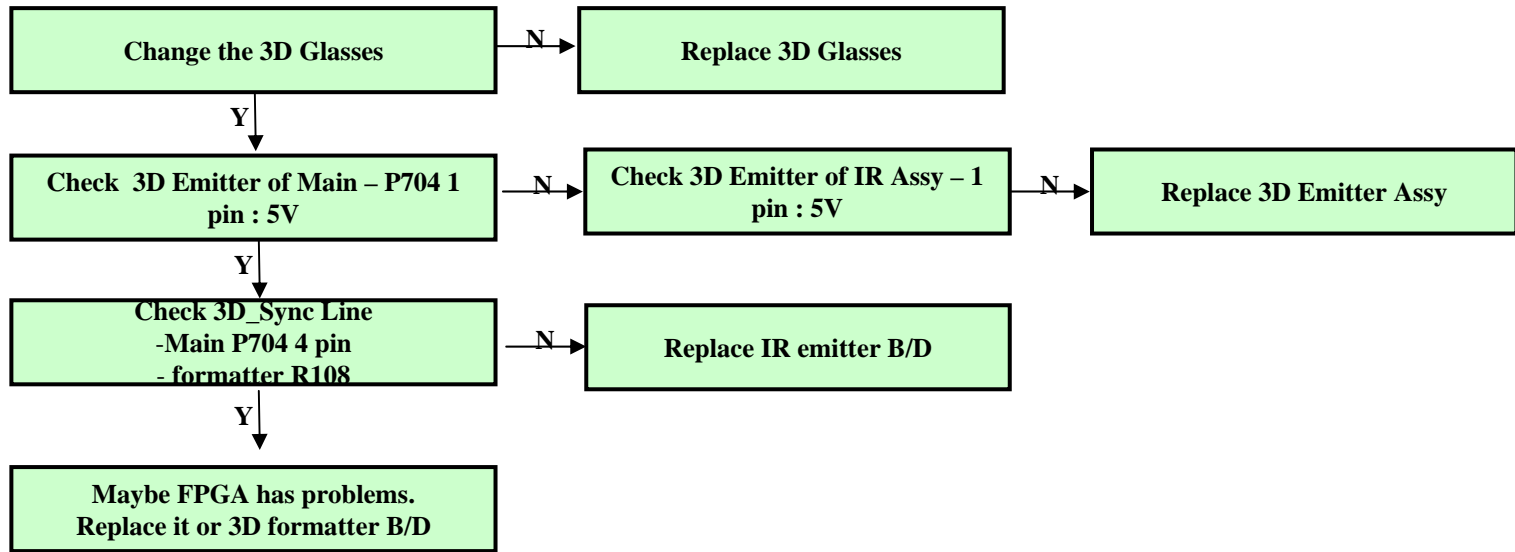 Change the 3D Glasses
N
Replace 3D Glasses
Y
Check 3D Emitter of Main – P704 1
pin : 5V
N
Check 3D Emitter of IR Assy – 1
pin : 5V
N
Replace 3D Emitter Assy
Y
Check 3D_Sync Line
-Main P704 4 pin
- formatter R108
N
Replace IR emitter B/D
Y
Maybe FPGA has problems.
Replace it or 3D formatter B/D